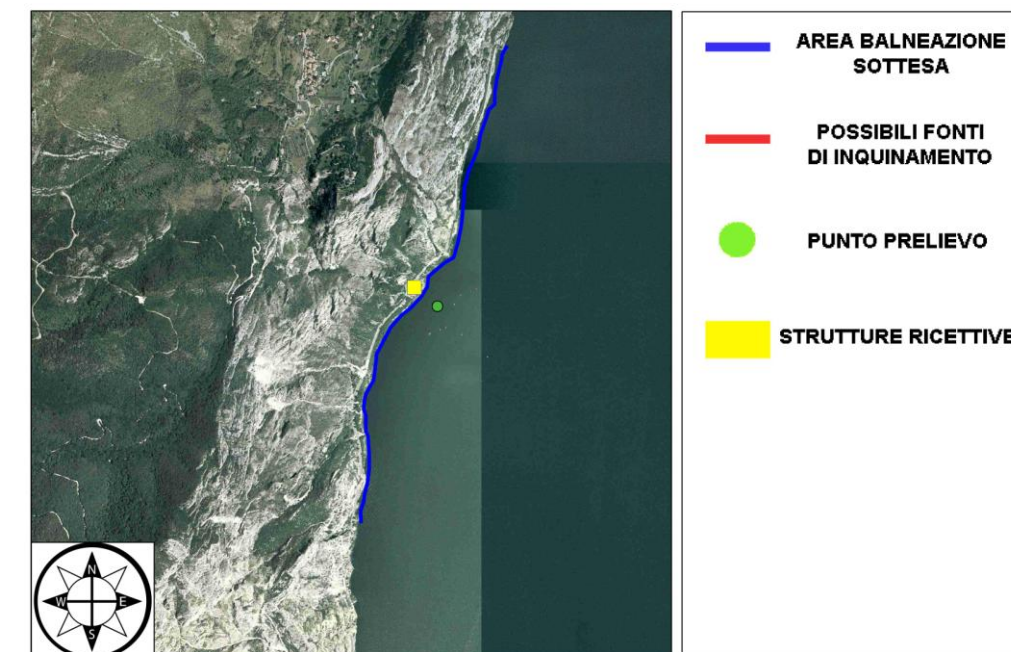 AREA BALNEAZIONE
SOTTESA
POSSIBILI FONTI
DI INQUINAMENTO
PUNTO PRELIEVO
STRUTTURE RICETTIVE
N
W E
S